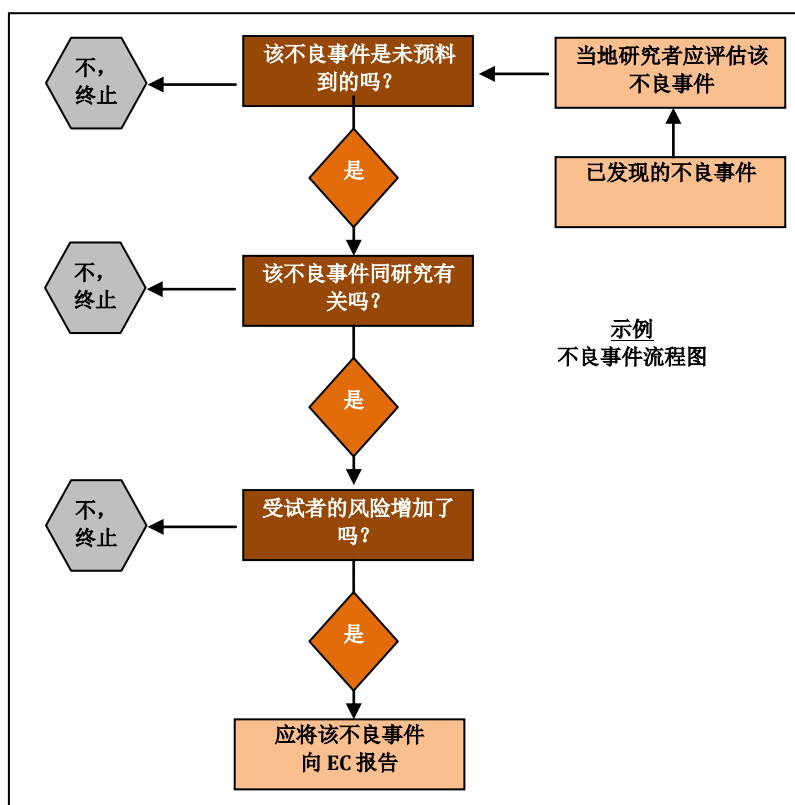 已发现的不良事件
当地研究者应评估该
不良事件
该不良事件是未预料
到的吗？
不，
终止
是
该不良事件同研究有
关吗？
不，
终止
是
受试者的风险增加了
吗？
不，
终止
是
应将该不良事件
向 EC 报告
示例
不良事件流程图